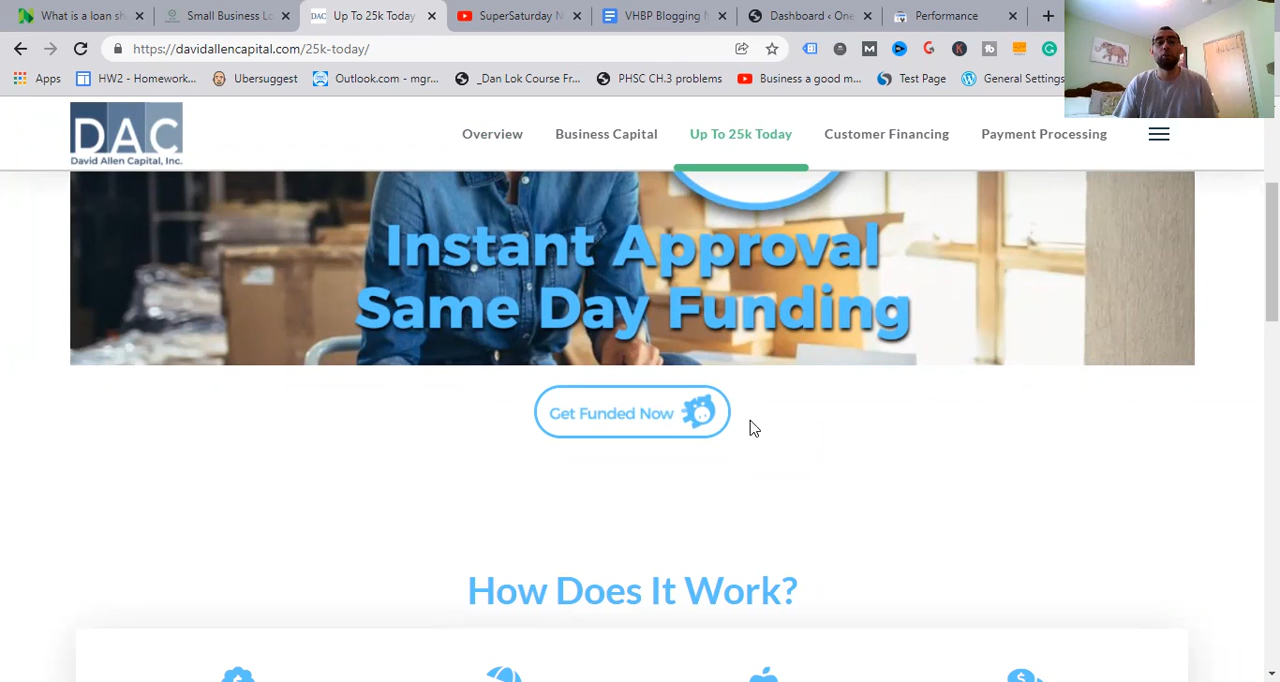 What is a loan sh
Small Business Lo
DAC
Up To 25k Today
SuperSaturday N
VHBP Blogging
Dashboard ‹ One
Performance
https://davidallencapital.com/25k-today/
Apps
HW2 - Homework...
Ubersuggest
Outlook.com - mgr...
_Dan Lok Course Fr...
PHSC CH.3 problems
Business a good m...
Test Page
General Settings
DAC
David Allen Capital, Inc.
Overview
Business Capital
Up To 25k Today
Customer Financing
Payment Processing
Instant Approval
Same Day Funding
Get Funded Now
How Does It Work?